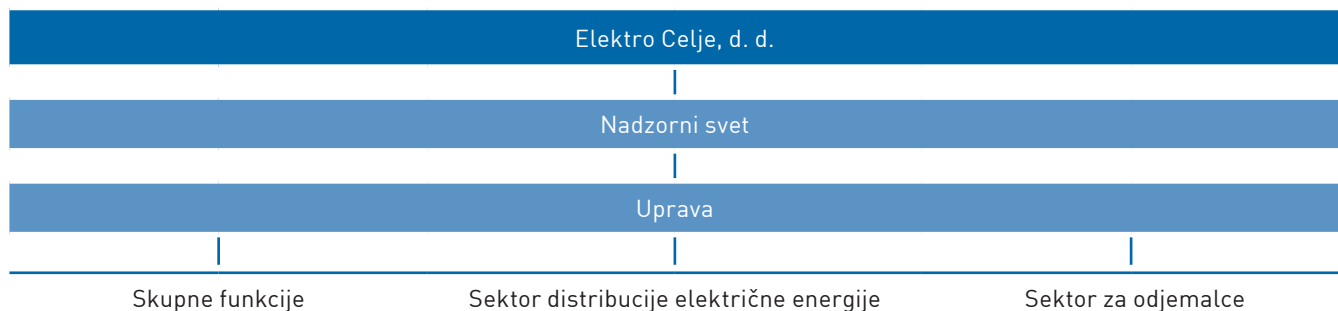 Elektro Celje, d. d.
Nadzorni svet
Uprava
Skupne funkcije
Sektor distribucije električne energije
Sektor za odjemalce